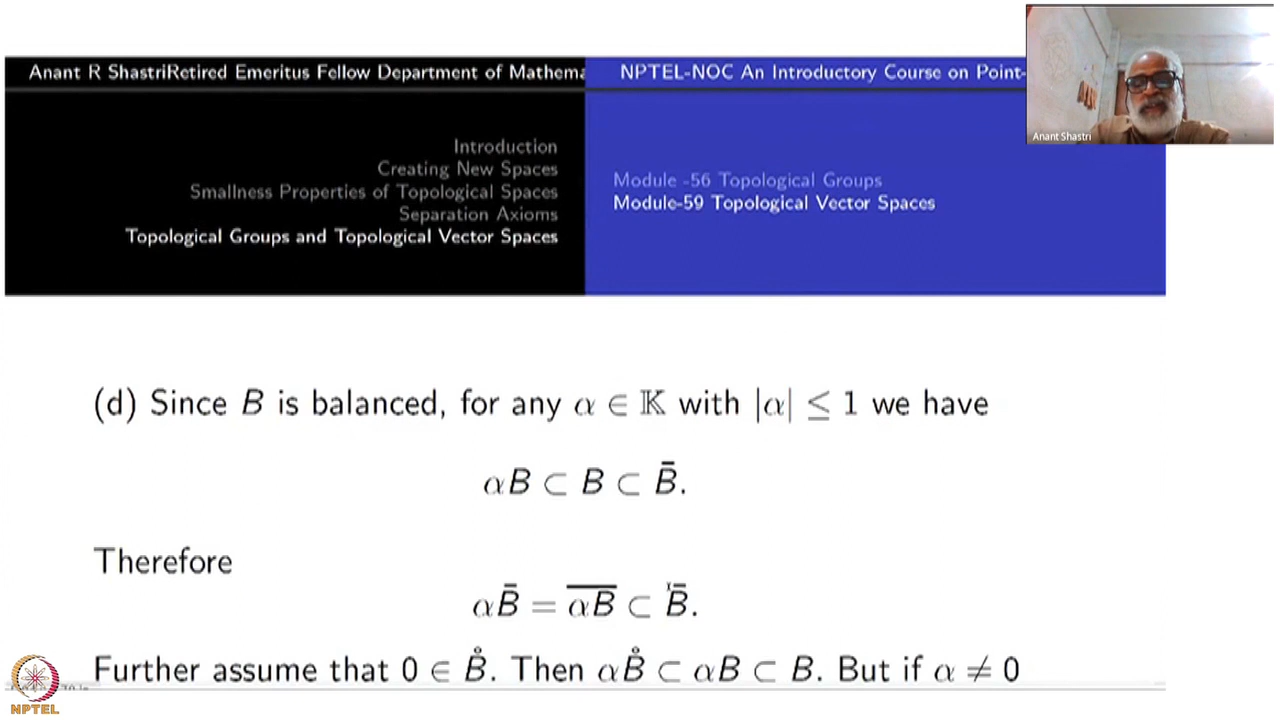 Anant R ShastriRetired Emeritus Fellow Department of Mathema
NPTEL-NOC An Introductory Course on Point-
Anant Shastri
Introduction
Creating New Spaces
Smallness Properties of Topological Spaces
Separation Axioms
Topological Groups and Topological Vector Spaces
Module -56 Topological Groups
Module-59 Topological Vector Spaces
(d) Since B is balanced, for any α ∈ 𝕂 with |α| ≤ 1 we have
αB ⊂ B ⊂ B̄.
Therefore
αB̄ = \overline{αB} ⊂ B̄.
Further assume that 0 ∈ B̊. Then αB̊ ⊂ αB ⊂ B. But if α ≠ 0
NPTEL